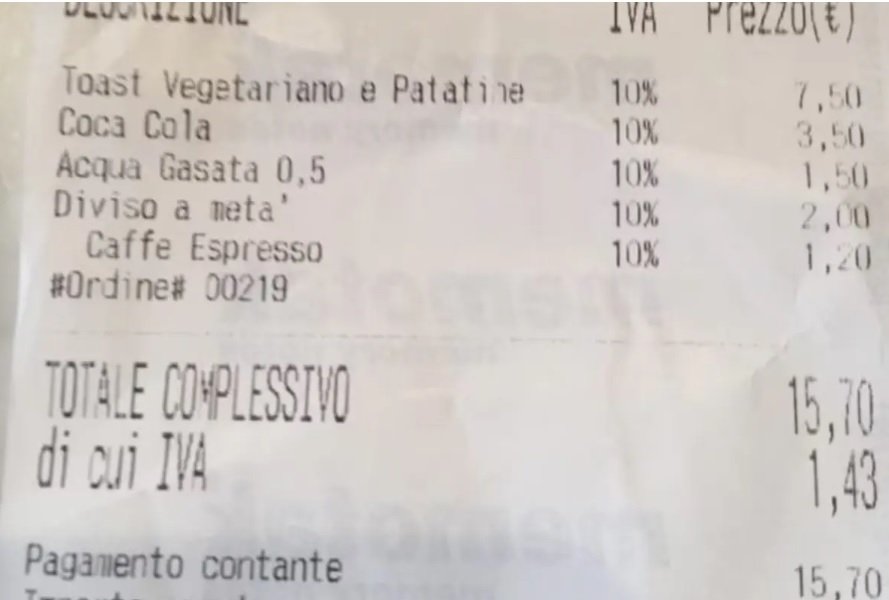 DESCRIZIONE IVA Prezzo(€)
Toast Vegetariano e Patatine 10% 7,50
Coca Cola 10% 3,50
Acqua Gasata 0,5 10% 1,50
Diviso a meta' 10% 2,00
Caffe Espresso 10% 1,20
#Ordine# 00219
TOTALE COMPLESSIVO 15,70
di cui IVA 1,43
Pagamento contante 15,70